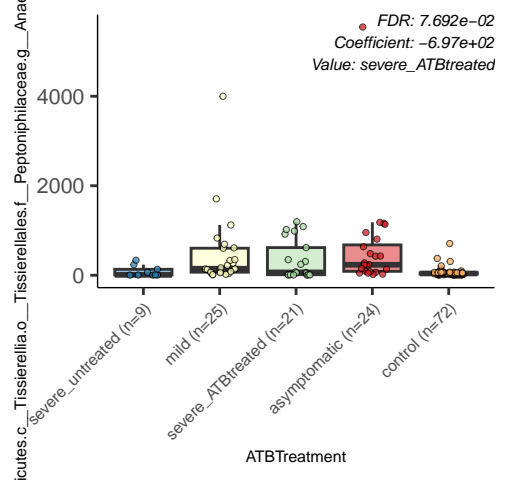 FDR: 7.692e−02
Coefficient: −6.97e+02
Value: severe_ATBtreated
icutes.c__Tissierellia.o__Tissierellales.f__Peptoniphilaceae.g__Anae
4000
2000
0
severe_untreated (n=9)
mild (n=25)
severe_ATBtreated (n=21)
asymptomatic (n=24)
control (n=72)
ATBTreatment